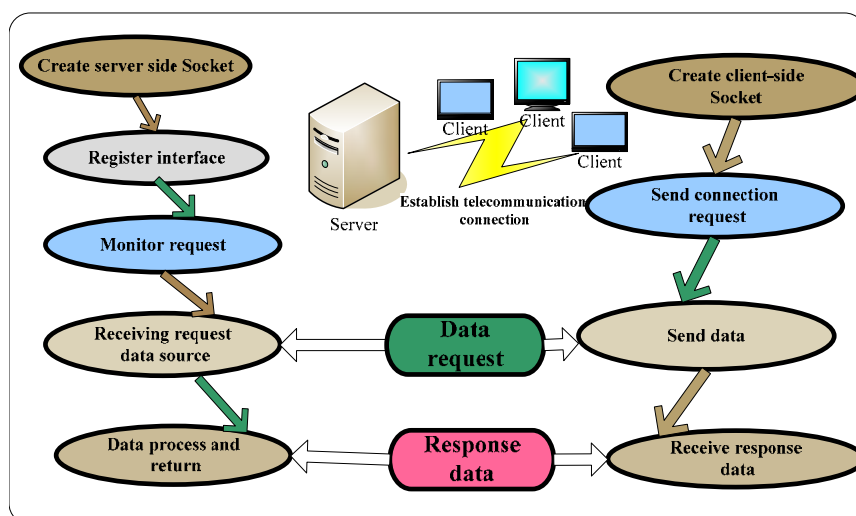 Create server side Socket
Register interface
Monitor request
Receiving request
data source
Data process and
return
Server
Client
Client
Client
Establish telecommunication
connection
Data
request
Response
data
Create client-side
Socket
Send connection
request
Send data
Receive response
data